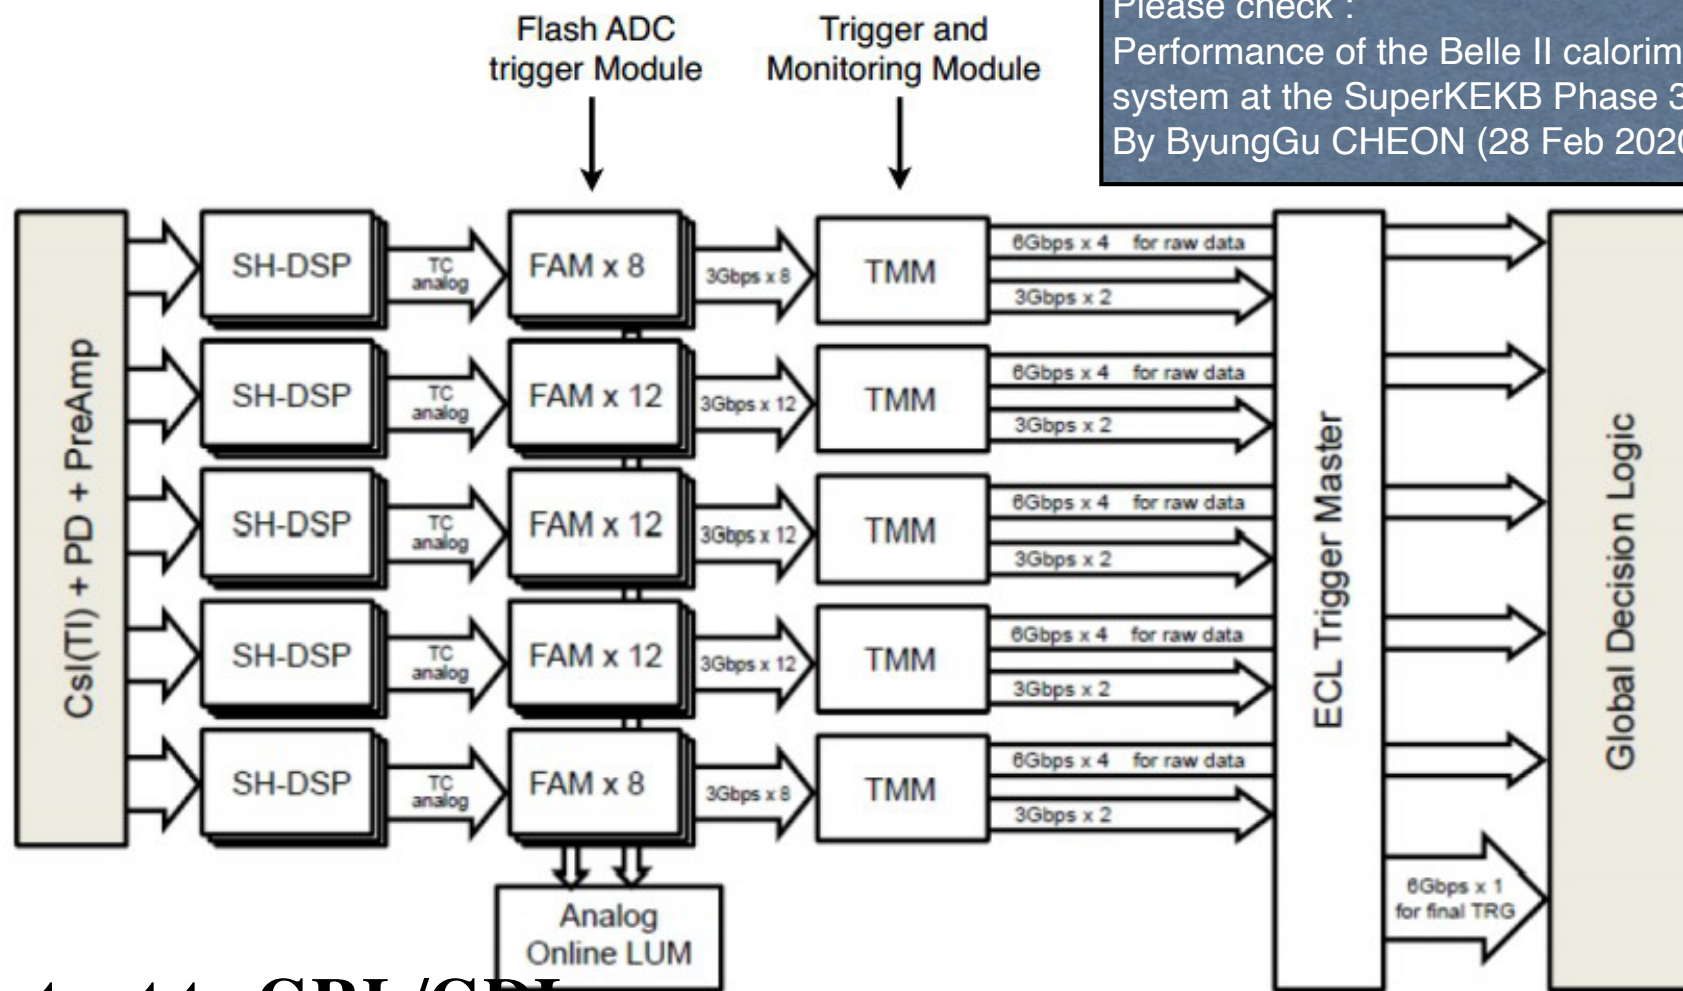 Flash ADC
trigger Module
Trigger and
Monitoring Module
Please check :
Performance of the Belle II calorim
system at the SuperKEKB Phase 3
By ByungGu CHEON (28 Feb 2020
CsI(Tl) + PD + PreAmp
SH-DSP
TC
analog
FAM x 8
3Gbps x 8
TMM
6Gbps x 4 for raw data
3Gbps x 2
SH-DSP
TC
analog
FAM x 12
3Gbps x 12
TMM
6Gbps x 4 for raw data
3Gbps x 2
SH-DSP
TC
analog
FAM x 12
3Gbps x 12
TMM
6Gbps x 4 for raw data
3Gbps x 2
SH-DSP
TC
analog
FAM x 12
3Gbps x 12
TMM
6Gbps x 4 for raw data
3Gbps x 2
SH-DSP
TC
analog
FAM x 8
3Gbps x 8
TMM
6Gbps x 4 for raw data
3Gbps x 2
ECL Trigger Master
Global Decision Logic
6Gbps x 1
for final TRG
Analog
Online LUM